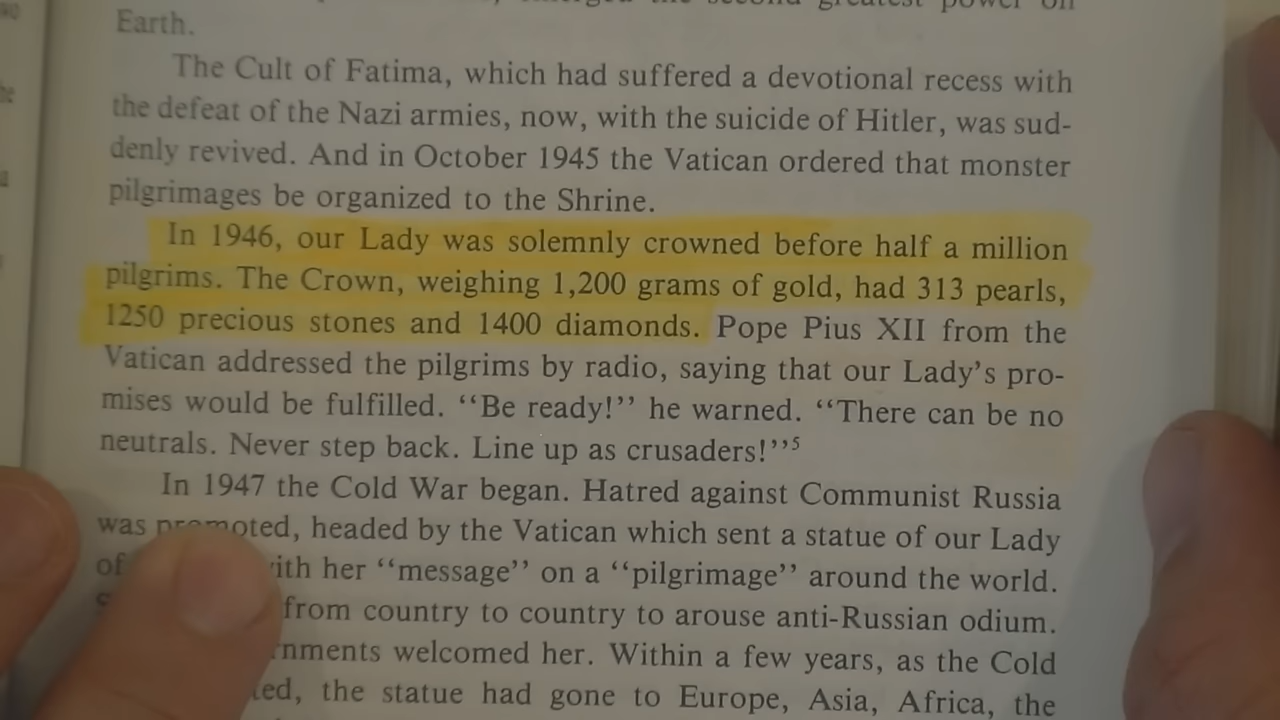 greatest power on
Earth.
The Cult of Fatima, which had suffered a devotional recess with
the defeat of the Nazi armies, now, with the suicide of Hitler, was sud-
denly revived. And in October 1945 the Vatican ordered that monster
pilgrimages be organized to the Shrine.
In 1946, our Lady was solemnly crowned before half a million
pilgrims. The Crown, weighing 1,200 grams of gold, had 313 pearls,
1250 precious stones and 1400 diamonds. Pope Pius XII from the
Vatican addressed the pilgrims by radio, saying that our Lady's pro-
mises would be fulfilled. “Be ready!” he warned. “There can be no
neutrals. Never step back. Line up as crusaders!”⁵
In 1947 the Cold War began. Hatred against Communist Russia
was promoted, headed by the Vatican which sent a statue of our Lady
of with her “message” on a “pilgrimage” around the world.
from country to country to arouse anti-Russian odium.
welcomed her. Within a few years, as the Cold
the statue had gone to Europe, Asia, Africa, the